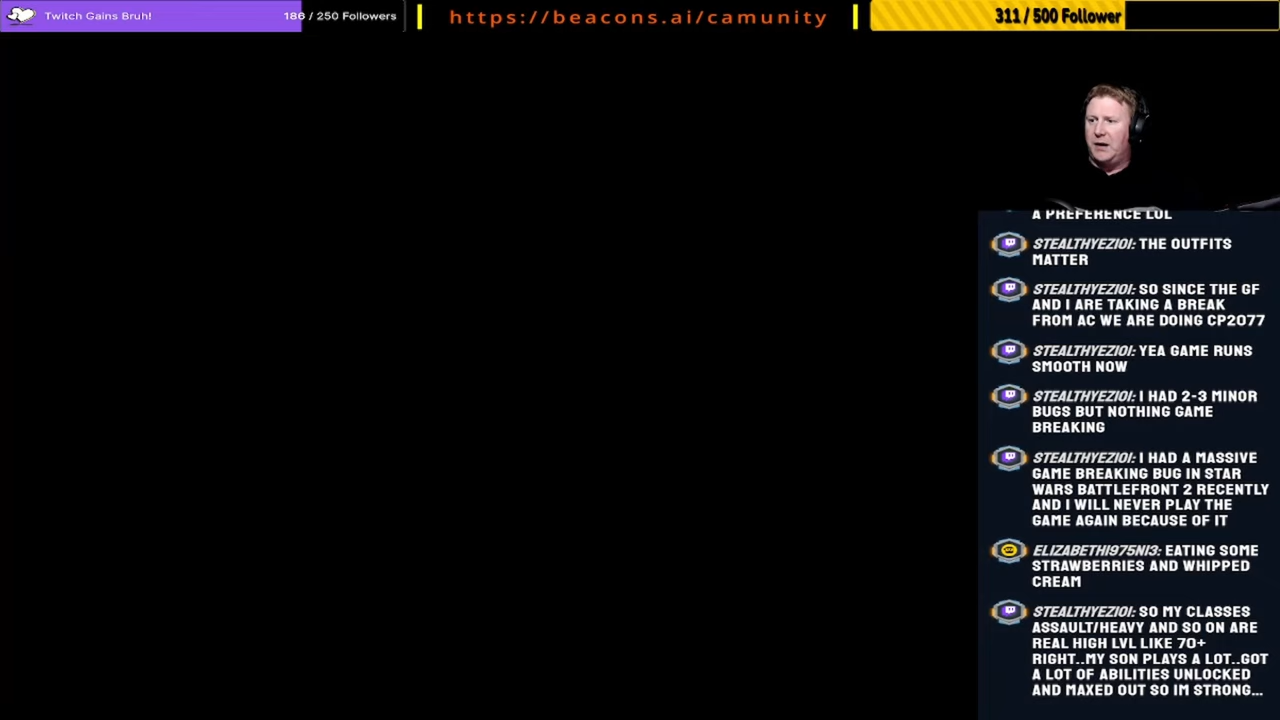 Twitch Gains Bruh!
186 / 250 Followers
https://beacons.ai/camunity
311 / 500 Follower
A PREFERENCE LOL
STEALTHYEZIO1: THE OUTFITS
MATTER
STEALTHYEZIO1: SO SINCE THE GF
AND I ARE TAKING A BREAK
FROM AC WE ARE DOING CP2077
STEALTHYEZIO1: YEA GAME RUNS
SMOOTH NOW
STEALTHYEZIO1: I HAD 2-3 MINOR
BUGS BUT NOTHING GAME
BREAKING
STEALTHYEZIO1: I HAD A MASSIVE
GAME BREAKING BUG IN STAR
WARS BATTLEFRONT 2 RECENTLY
AND I WILL NEVER PLAY THE
GAME AGAIN BECAUSE OF IT
ELIZABETH1975N13: EATING SOME
STRAWBERRIES AND WHIPPED
CREAM
STEALTHYEZIO1: SO MY CLASSES
ASSAULT/HEAVY AND SO ON ARE
REAL HIGH LVL LIKE 70+
RIGHT..MY SON PLAYS A LOT..GOT
A LOT OF ABILITIES UNLOCKED
AND MAXED OUT SO IM STRONG...